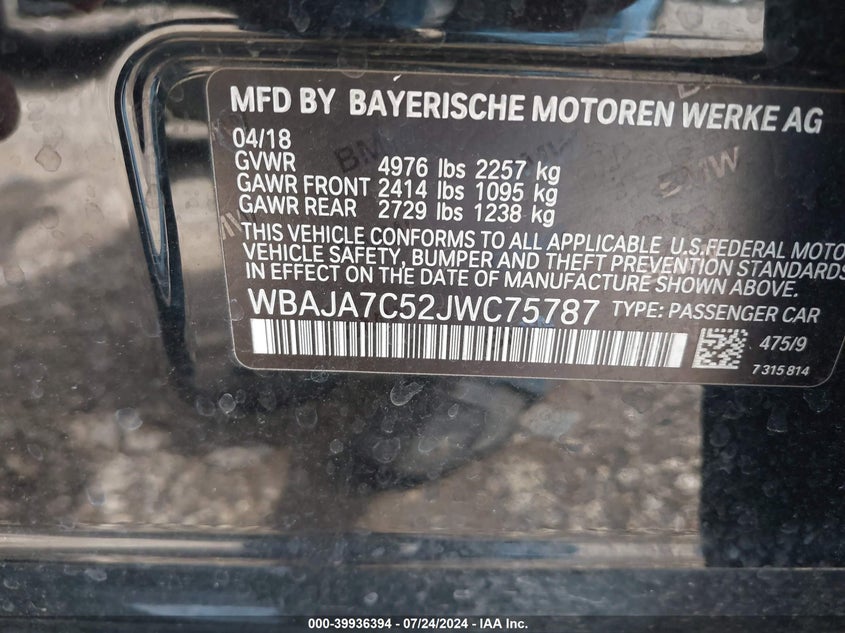 MFD BY BAYERISCHE MOTOREN WERKE AG
04/18
GVWR 4976 lbs 2257 kg
GAWR FRONT 2414 lbs 1095 kg
GAWR REAR 2729 lbs 1238 kg
THIS VEHICLE CONFORMS TO ALL APPLICABLE U.S.FEDERAL MOTO
VEHICLE SAFETY, BUMPER AND THEFT PREVENTION STANDARDS
IN EFFECT ON THE DATE OF MANUFACTURE SHOWN ABOVE.
WBAJA7C52JWC75787 TYPE: PASSENGER CAR
475/9
7 315 814
000-39936394 - 07/24/2024 - IAA Inc.